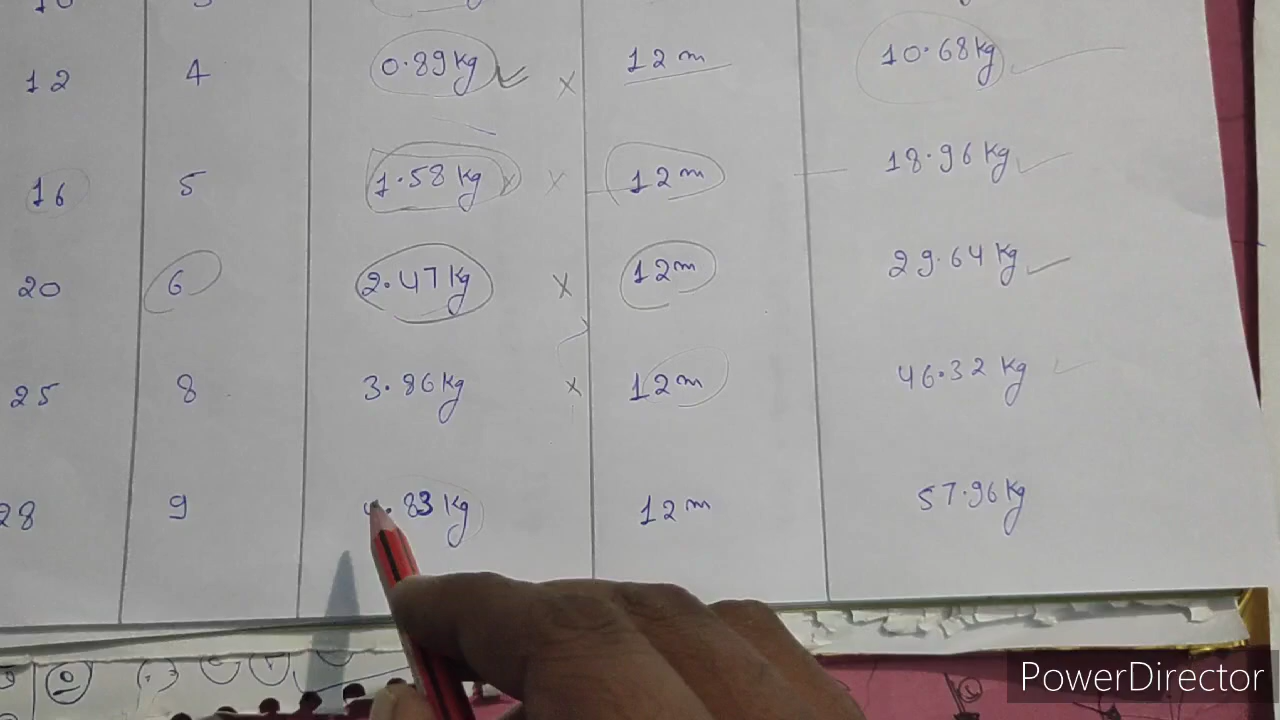 12 4 0.89 kg × 12 m 10.68 kg
16 5 1.58 kg × 12 m 18.96 kg
20 6 2.47 kg × 12 m 29.64 kg
25 8 3.86 kg × 12 m 46.32 kg
28 9 4.83 kg 12 m 57.96 kg
PowerDirector